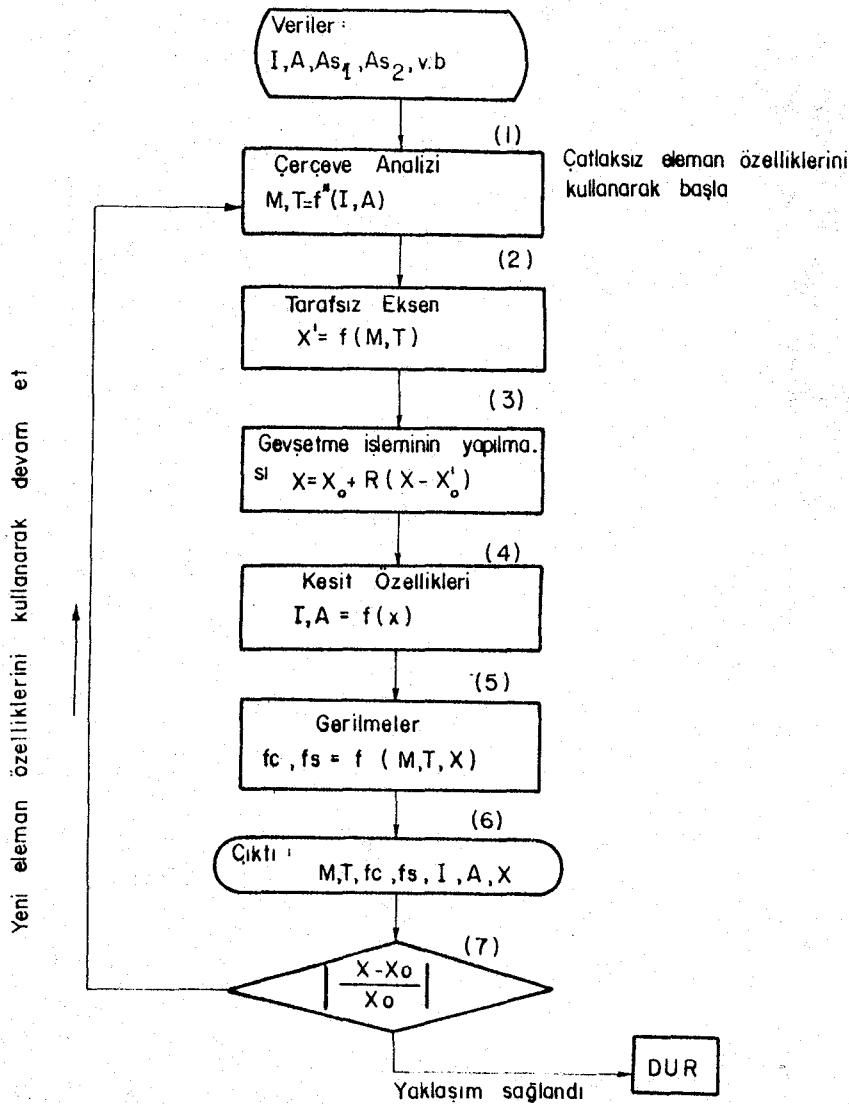 Veriler :
I, A, As₁, As₂, v.b
(1)
Çerçeve Analizi
M,T=f*(I,A)
Çatlaksız eleman özelliklerini
kullanarak başla
(2)
Tarafsız Eksen
X' = f (M,T)
(3)
Gevşetme işleminin yapılma.
sı X= X₀ + R ( X - X₀')
(4)
Kesit Özellikleri
I, A = f(x)
(5)
Gerilmeler
fc , fs = f ( M,T, X)
(6)
Çıktı :
M,T, fc , fs , I , A , X
(7)
| X - Xo / Xo |
Yeni eleman özelliklerini kullanarak devam et
DUR
Yaklaşım sağlandı